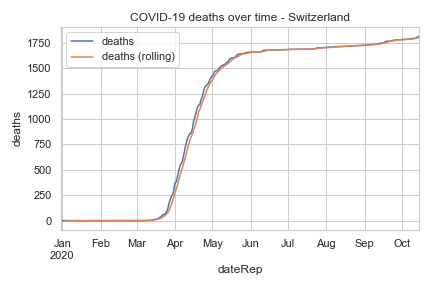 COVID-19 deaths over time - Switzerland
deaths
deaths (rolling)
deaths
1750
1500
1250
1000
750
500
250
0
Jan Feb Mar Apr May Jun Jul Aug Sep Oct
2020
dateRep